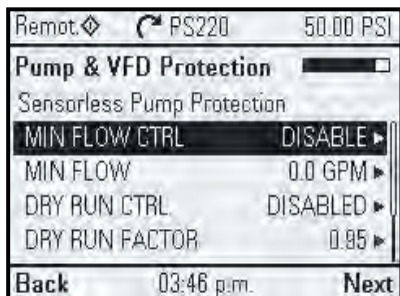 Remot. PS220 50.00 PSI
Pump & VFD Protection
Sensorless Pump Protection
MIN FLOW CTRL DISABLE
MIN FLOW 0.0 GPM
DRY RUN CTRL DISABLED
DRY RUN FACTOR 0.95
Back 03:46 p.m. Next